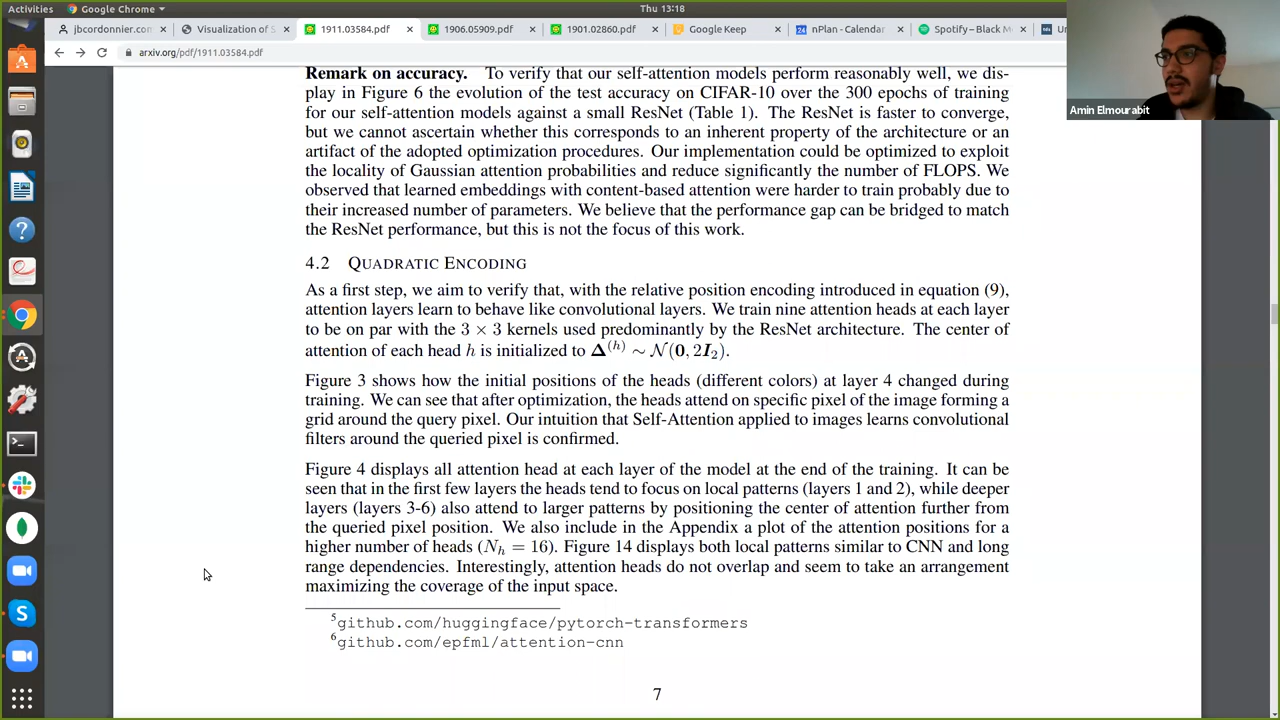 Activities
Google Chrome
Thu 13:18
jbcordonnier.com
Visualization of S
1911.03584.pdf
1906.05909.pdf
1901.02860.pdf
Google Keep
nPlan - Calendar
Spotify – Black M
arxiv.org/pdf/1911.03584.pdf
Amin Elmourabit
Remark on accuracy. To verify that our self-attention models perform reasonably well, we dis-
play in Figure 6 the evolution of the test accuracy on CIFAR-10 over the 300 epochs of training
for our self-attention models against a small ResNet (Table 1). The ResNet is faster to converge,
but we cannot ascertain whether this corresponds to an inherent property of the architecture or an
artifact of the adopted optimization procedures. Our implementation could be optimized to exploit
the locality of Gaussian attention probabilities and reduce significantly the number of FLOPS. We
observed that learned embeddings with content-based attention were harder to train probably due to
their increased number of parameters. We believe that the performance gap can be bridged to match
the ResNet performance, but this is not the focus of this work.
4.2 QUADRATIC ENCODING
As a first step, we aim to verify that, with the relative position encoding introduced in equation (9),
attention layers learn to behave like convolutional layers. We train nine attention heads at each layer
to be on par with the 3 × 3 kernels used predominantly by the ResNet architecture. The center of
attention of each head h is initialized to Δ(h) ∼ N(0, 2I2).
Figure 3 shows how the initial positions of the heads (different colors) at layer 4 changed during
training. We can see that after optimization, the heads attend on specific pixel of the image forming a
grid around the query pixel. Our intuition that Self-Attention applied to images learns convolutional
filters around the queried pixel is confirmed.
Figure 4 displays all attention head at each layer of the model at the end of the training. It can be
seen that in the first few layers the heads tend to focus on local patterns (layers 1 and 2), while deeper
layers (layers 3-6) also attend to larger patterns by positioning the center of attention further from
the queried pixel position. We also include in the Appendix a plot of the attention positions for a
higher number of heads (Nh = 16). Figure 14 displays both local patterns similar to CNN and long
range dependencies. Interestingly, attention heads do not overlap and seem to take an arrangement
maximizing the coverage of the input space.
5github.com/huggingface/pytorch-transformers
6github.com/epfml/attention-cnn
7